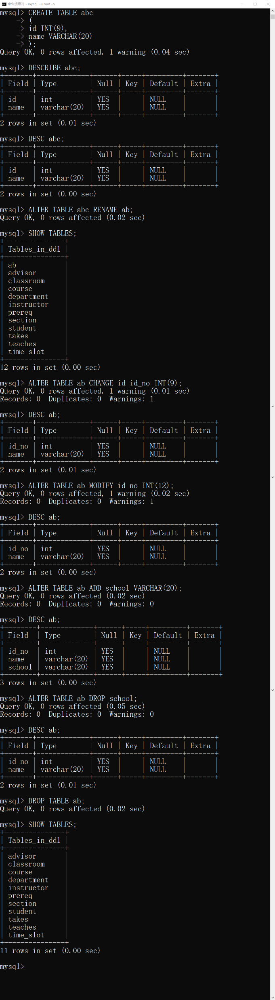 命令提示符 - mysql -u root -p
mysql> CREATE TABLE abc
    -> (
    -> id INT(9),
    -> name VARCHAR(20)
    -> );
Query OK, 0 rows affected, 1 warning (0.04 sec)

mysql> DESCRIBE abc;
+-------+-------------+------+-----+---------+-------+
| Field | Type        | Null | Key | Default | Extra |
+-------+-------------+------+-----+---------+-------+
| id    | int         | YES  |     | NULL    |       |
| name  | varchar(20) | YES  |     | NULL    |       |
+-------+-------------+------+-----+---------+-------+
2 rows in set (0.01 sec)

mysql> DESC abc;
+-------+-------------+------+-----+---------+-------+
| Field | Type        | Null | Key | Default | Extra |
+-------+-------------+------+-----+---------+-------+
| id    | int         | YES  |     | NULL    |       |
| name  | varchar(20) | YES  |     | NULL    |       |
+-------+-------------+------+-----+---------+-------+
2 rows in set (0.00 sec)

mysql> ALTER TABLE abc RENAME ab;
Query OK, 0 rows affected (0.02 sec)

mysql> SHOW TABLES;
+---------------+
| Tables_in_ddl |
+---------------+
| ab            |
| advisor       |
| classroom     |
| course        |
| department    |
| instructor    |
| prereq        |
| section       |
| student       |
| takes         |
| teaches       |
| time_slot     |
+---------------+
12 rows in set (0.00 sec)

mysql> ALTER TABLE ab CHANGE id id_no INT(9);
Query OK, 0 rows affected, 1 warning (0.01 sec)
Records: 0  Duplicates: 0  Warnings: 1

mysql> DESC ab;
+-------+-------------+------+-----+---------+-------+
| Field | Type        | Null | Key | Default | Extra |
+-------+-------------+------+-----+---------+-------+
| id_no | int         | YES  |     | NULL    |       |
| name  | varchar(20) | YES  |     | NULL    |       |
+-------+-------------+------+-----+---------+-------+
2 rows in set (0.01 sec)

mysql> ALTER TABLE ab MODIFY id_no INT(12);
Query OK, 0 rows affected, 1 warning (0.02 sec)
Records: 0  Duplicates: 0  Warnings: 1

mysql> DESC ab;
+-------+-------------+------+-----+---------+-------+
| Field | Type        | Null | Key | Default | Extra |
+-------+-------------+------+-----+---------+-------+
| id_no | int         | YES  |     | NULL    |       |
| name  | varchar(20) | YES  |     | NULL    |       |
+-------+-------------+------+-----+---------+-------+
2 rows in set (0.00 sec)

mysql> ALTER TABLE ab ADD school VARCHAR(20);
Query OK, 0 rows affected (0.02 sec)
Records: 0  Duplicates: 0  Warnings: 0

mysql> DESC ab;
+--------+-------------+------+-----+---------+-------+
| Field  | Type        | Null | Key | Default | Extra |
+--------+-------------+------+-----+---------+-------+
| id_no  | int         | YES  |     | NULL    |       |
| name   | varchar(20) | YES  |     | NULL    |       |
| school | varchar(20) | YES  |     | NULL    |       |
+--------+-------------+------+-----+---------+-------+
3 rows in set (0.00 sec)

mysql> ALTER TABLE ab DROP school;
Query OK, 0 rows affected (0.05 sec)
Records: 0  Duplicates: 0  Warnings: 0

mysql> DESC ab;
+-------+-------------+------+-----+---------+-------+
| Field | Type        | Null | Key | Default | Extra |
+-------+-------------+------+-----+---------+-------+
| id_no | int         | YES  |     | NULL    |       |
| name  | varchar(20) | YES  |     | NULL    |       |
+-------+-------------+------+-----+---------+-------+
2 rows in set (0.01 sec)

mysql> DROP TABLE ab;
Query OK, 0 rows affected (0.02 sec)

mysql> SHOW TABLES;
+---------------+
| Tables_in_ddl |
+---------------+
| advisor       |
| classroom     |
| course        |
| department    |
| instructor    |
| prereq        |
| section       |
| student       |
| takes         |
| teaches       |
| time_slot     |
+---------------+
11 rows in set (0.00 sec)

mysql>